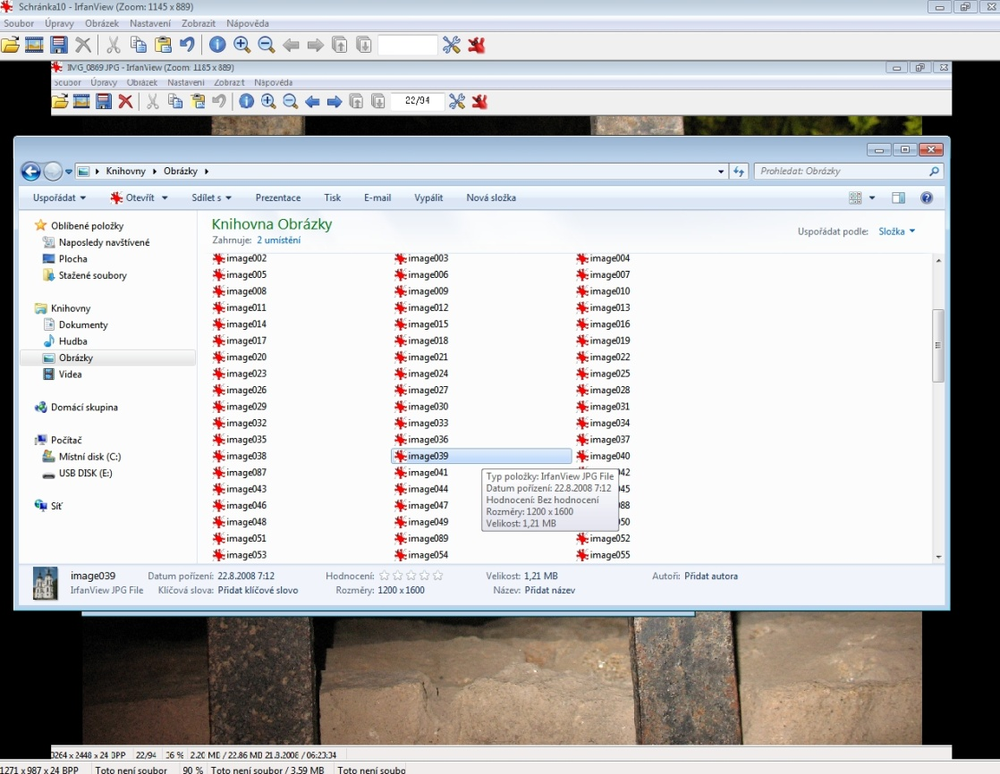 Schránka10 - IrfanView (Zoom: 1145 x 889)
Soubor Úpravy Obrázek Nastavení Zobrazit Nápověda
IMG_0869.JPG - IrfanView (Zoom: 1185 x 889)
Soubor Úpravy Obrázek Nastavení Zobrazit Nápověda
22/94
Knihovny Obrázky
Prohledat: Obrázky
Uspořádat Otevřít Sdílet s Prezentace Tisk E-mail Vypálit Nová složka
Oblíbené položky
Naposledy navštívené
Plocha
Stažené soubory
Knihovny
Dokumenty
Hudba
Obrázky
Videa
Domácí skupina
Počítač
Místní disk (C:)
USB DISK (E:)
Síť
Knihovna Obrázky
Zahrnuje: 2 umístění
Uspořádat podle: Složka
image002 image003 image004
image005 image006 image007
image008 image009 image010
image011 image012 image013
image014 image015 image016
image017 image018 image019
image020 image021 image022
image023 image024 image025
image026 image027 image028
image029 image030 image031
image032 image033 image034
image035 image036 image037
image038 image039 image040
image087 image041 42
image043 image044 45
image046 image047 88
image048 image049 50
image051 image089 image052
image053 image054 image055
Typ položky: IrfanView JPG File
Datum pořízení: 22.8.2008 7:12
Hodnocení: Bez hodnocení
Rozměry: 1200 x 1600
Velikost: 1,21 MB
image039 Datum pořízení: 22.8.2008 7:12 Hodnocení: Velikost: 1,21 MB Autoři: Přidat autora
IrfanView JPG File Klíčová slova: Přidat klíčové slovo Rozměry: 1200 x 1600 Název: Přidat název
3264 x 2448 x 24 BPP 22/94 36 % 2.20 MB / 22.86 MB 21.8.2008 / 06:23:34
1271 x 987 x 24 BPP Toto není soubor 90 % Toto není soubor / 3.59 MB Toto není soubo